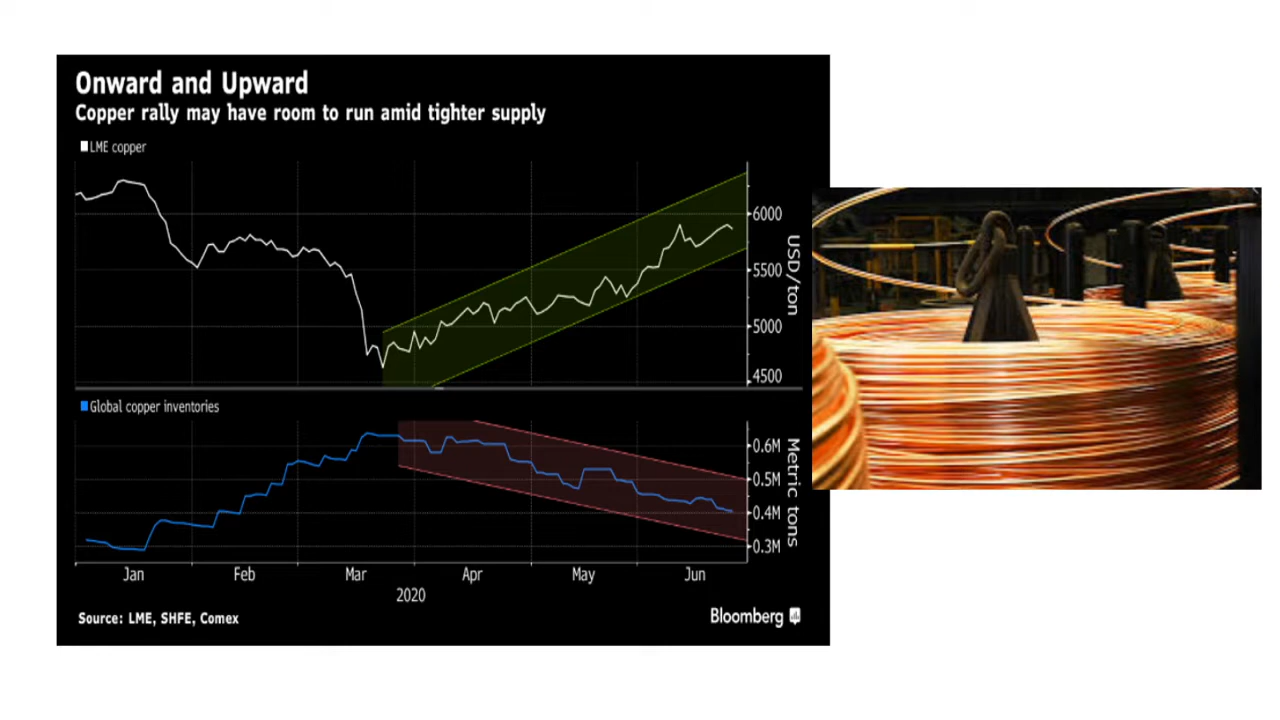 Onward and Upward
Copper rally may have room to run amid tighter supply
LME copper
6000
5500
5000
4500
USD/ton
Global copper inventories
0.6M
0.5M
0.4M
0.3M
Metric tons
Jan Feb Mar Apr May Jun
2020
Source: LME, SHFE, Comex
Bloomberg